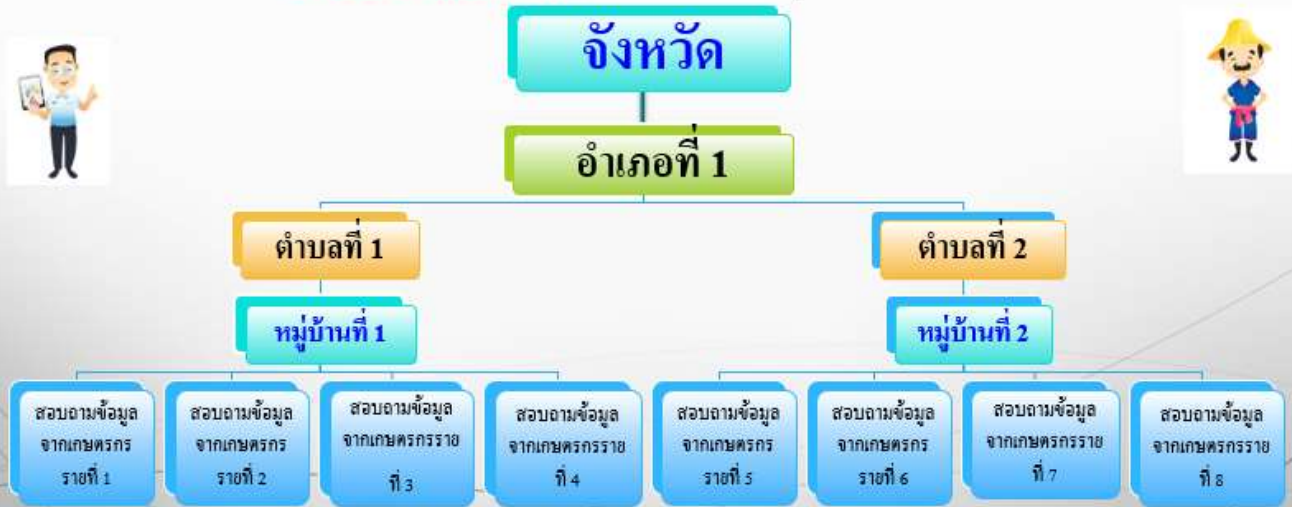 จังหวัด
อำเภอที่ 1
ตำบลที่ 1
ตำบลที่ 2
หมู่บ้านที่ 1
หมู่บ้านที่ 2
สอบถามข้อมูล
จากเกษตรกร
รายที่ 1
สอบถามข้อมูล
จากเกษตรกร
รายที่ 2
สอบถามข้อมูล
จากเกษตรกรราย
ที่ 3
สอบถามข้อมูล
จากเกษตรกรราย
ที่ 4
สอบถามข้อมูล
จากเกษตรกร
รายที่ 5
สอบถามข้อมูล
จากเกษตรกร
รายที่ 6
สอบถามข้อมูล
จากเกษตรกรราย
ที่ 7
สอบถามข้อมูล
จากเกษตรกรราย
ที่ 8